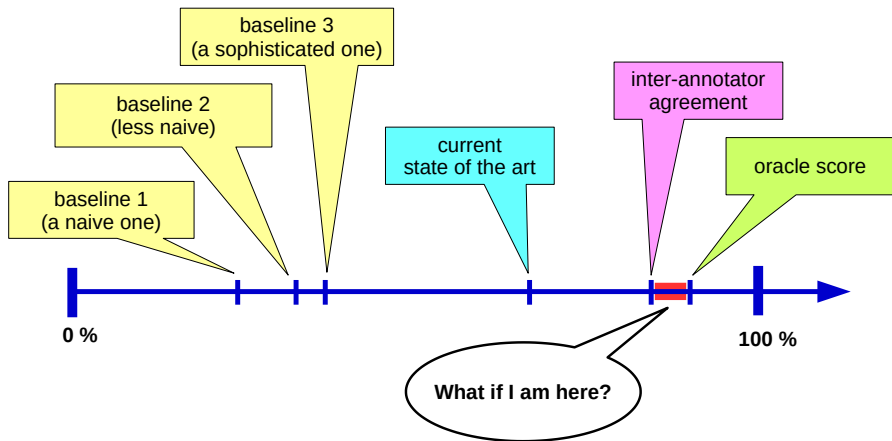 baseline 3
(a sophisticated one)
baseline 2
(less naive)
baseline 1
(a naive one)
current
state of the art
inter-annotator
agreement
oracle score
0 %
100 %
What if I am here?